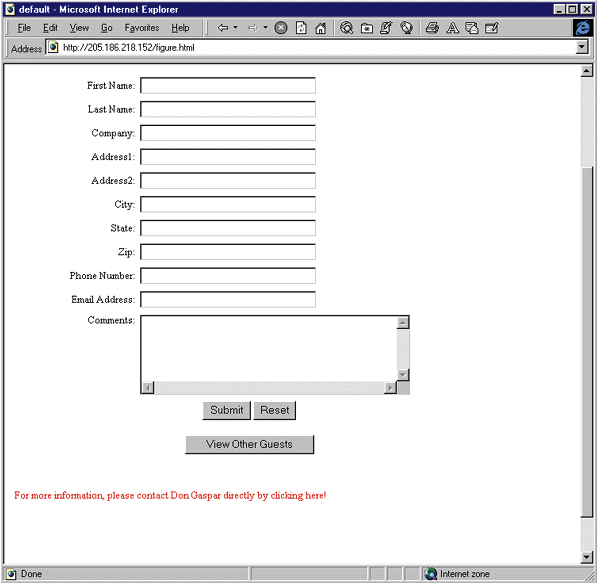 default - Microsoft Internet Explorer
File Edit View Go Favorites Help
Address http://205.186.218.152/figure.html
First Name:
Last Name:
Company:
Address1:
Address2:
City:
State:
Zip:
Phone Number:
Email Address:
Comments:
Submit Reset
View Other Guests
For more information, please contact Don Gaspar directly by clicking here!
Done Internet zone